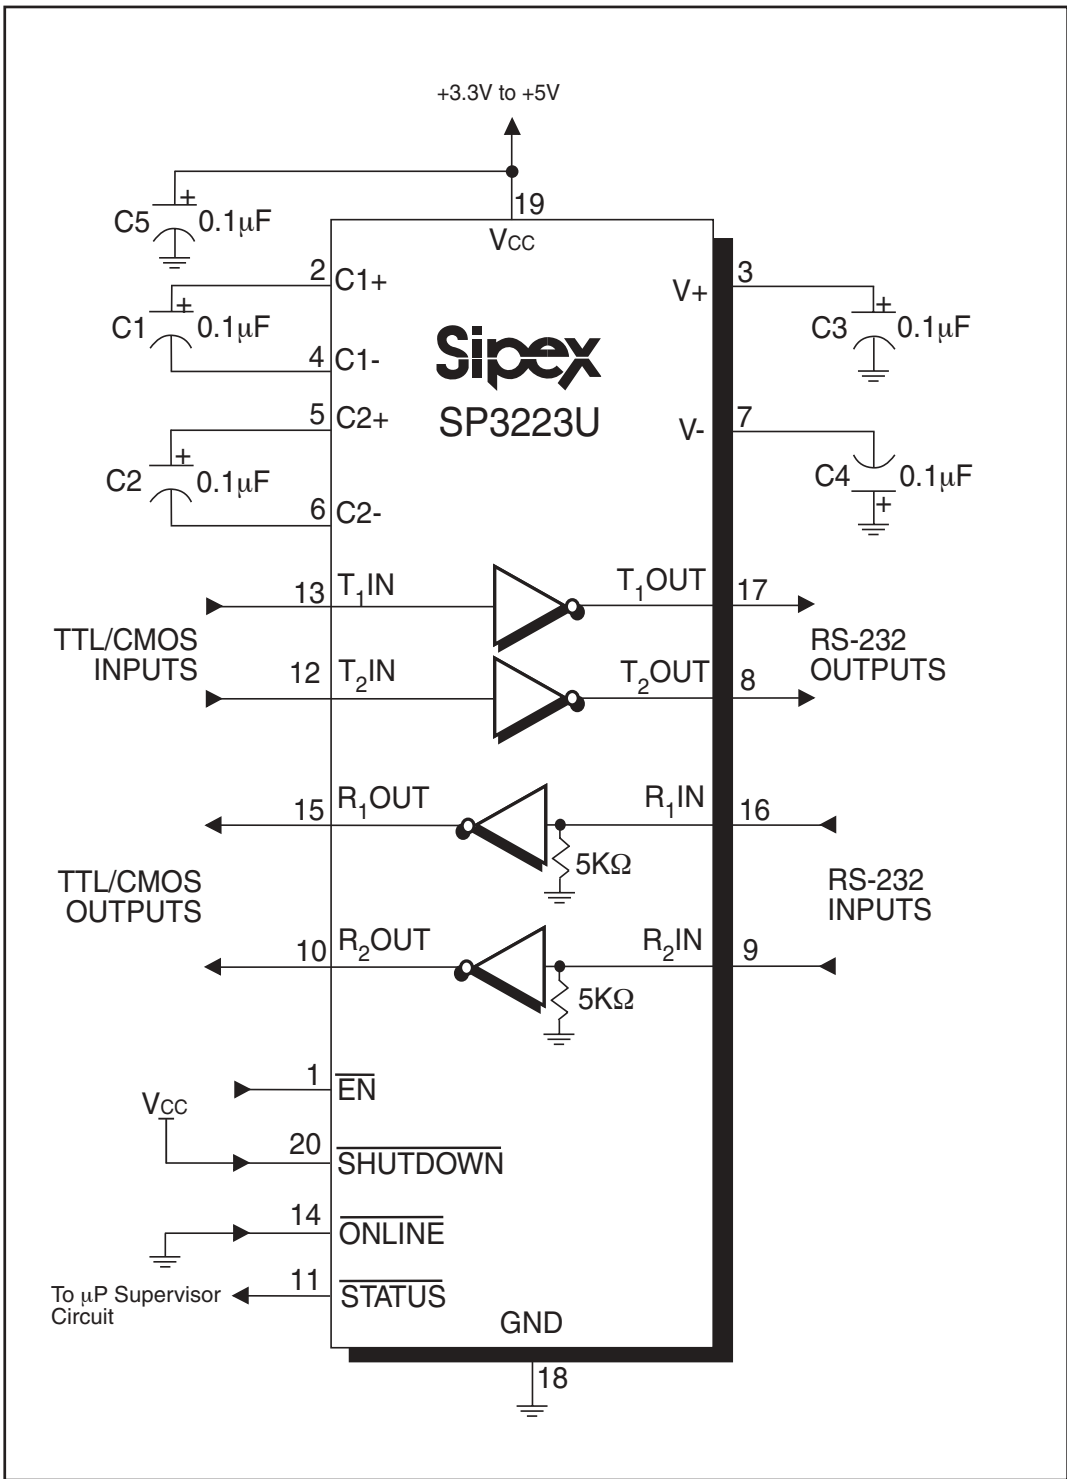 +3.3V to +5V
19
VCC
C5
+
0.1µF
2
C1+
C1
+
0.1µF
4
C1-
5
C2+
C2
+
0.1µF
6
C2-
Sipex
SP3223U
V+
3
C3
+
0.1µF
V-
7
C4
0.1µF
+
13
T1IN
T1OUT
17
TTL/CMOS
INPUTS
RS-232
OUTPUTS
12
T2IN
T2OUT
8
15
R1OUT
R1IN
16
5KΩ
TTL/CMOS
OUTPUTS
RS-232
INPUTS
10
R2OUT
R2IN
9
5KΩ
1
EN
VCC
20
SHUTDOWN
14
ONLINE
To µP Supervisor
Circuit
11
STATUS
GND
18